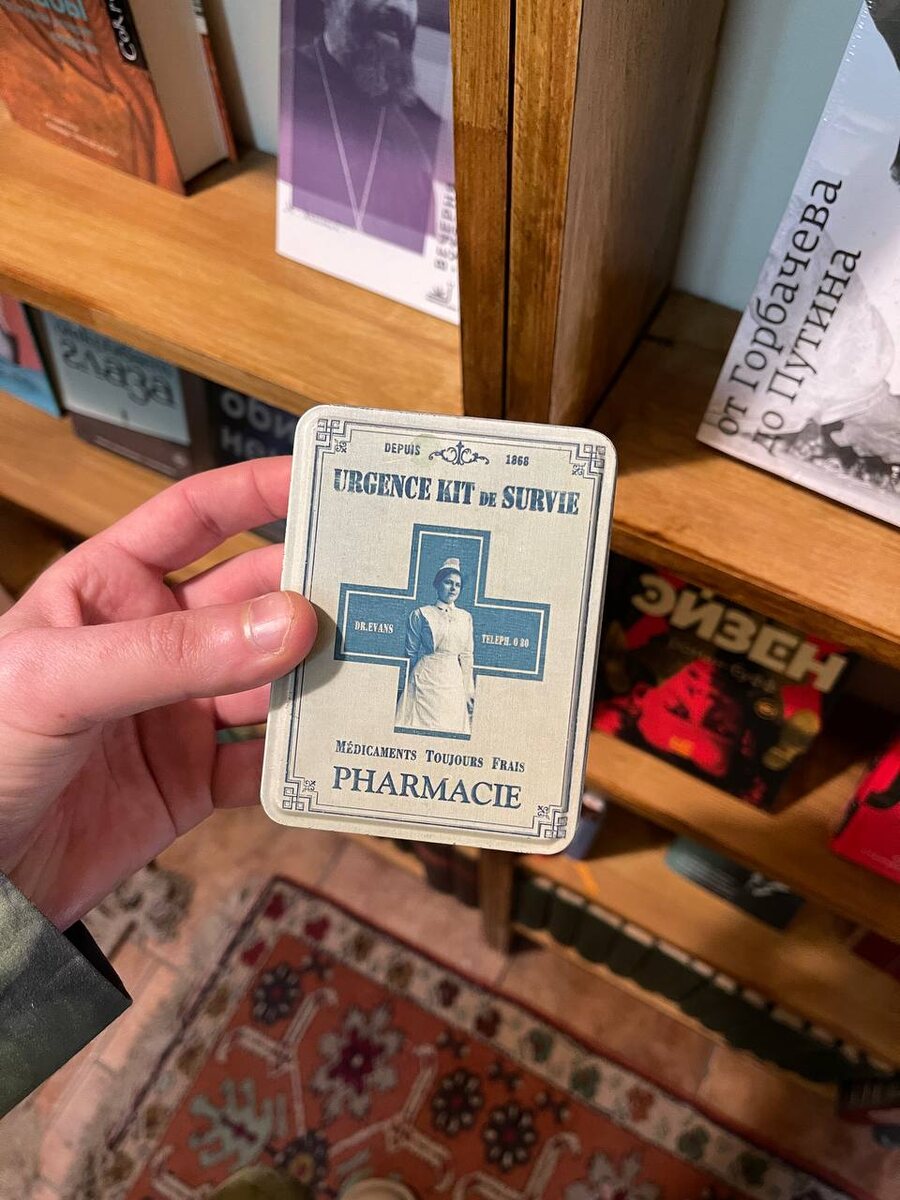 от Горбачева
до Путина
глаза
DEPUIS 1868
URGENCE KIT DE SURVIE
DR. EVANS
TELEPH. 0 80
MÉDICAMENTS TOUJOURS FRAIS
PHARMACIE
ЭЙЗЕН